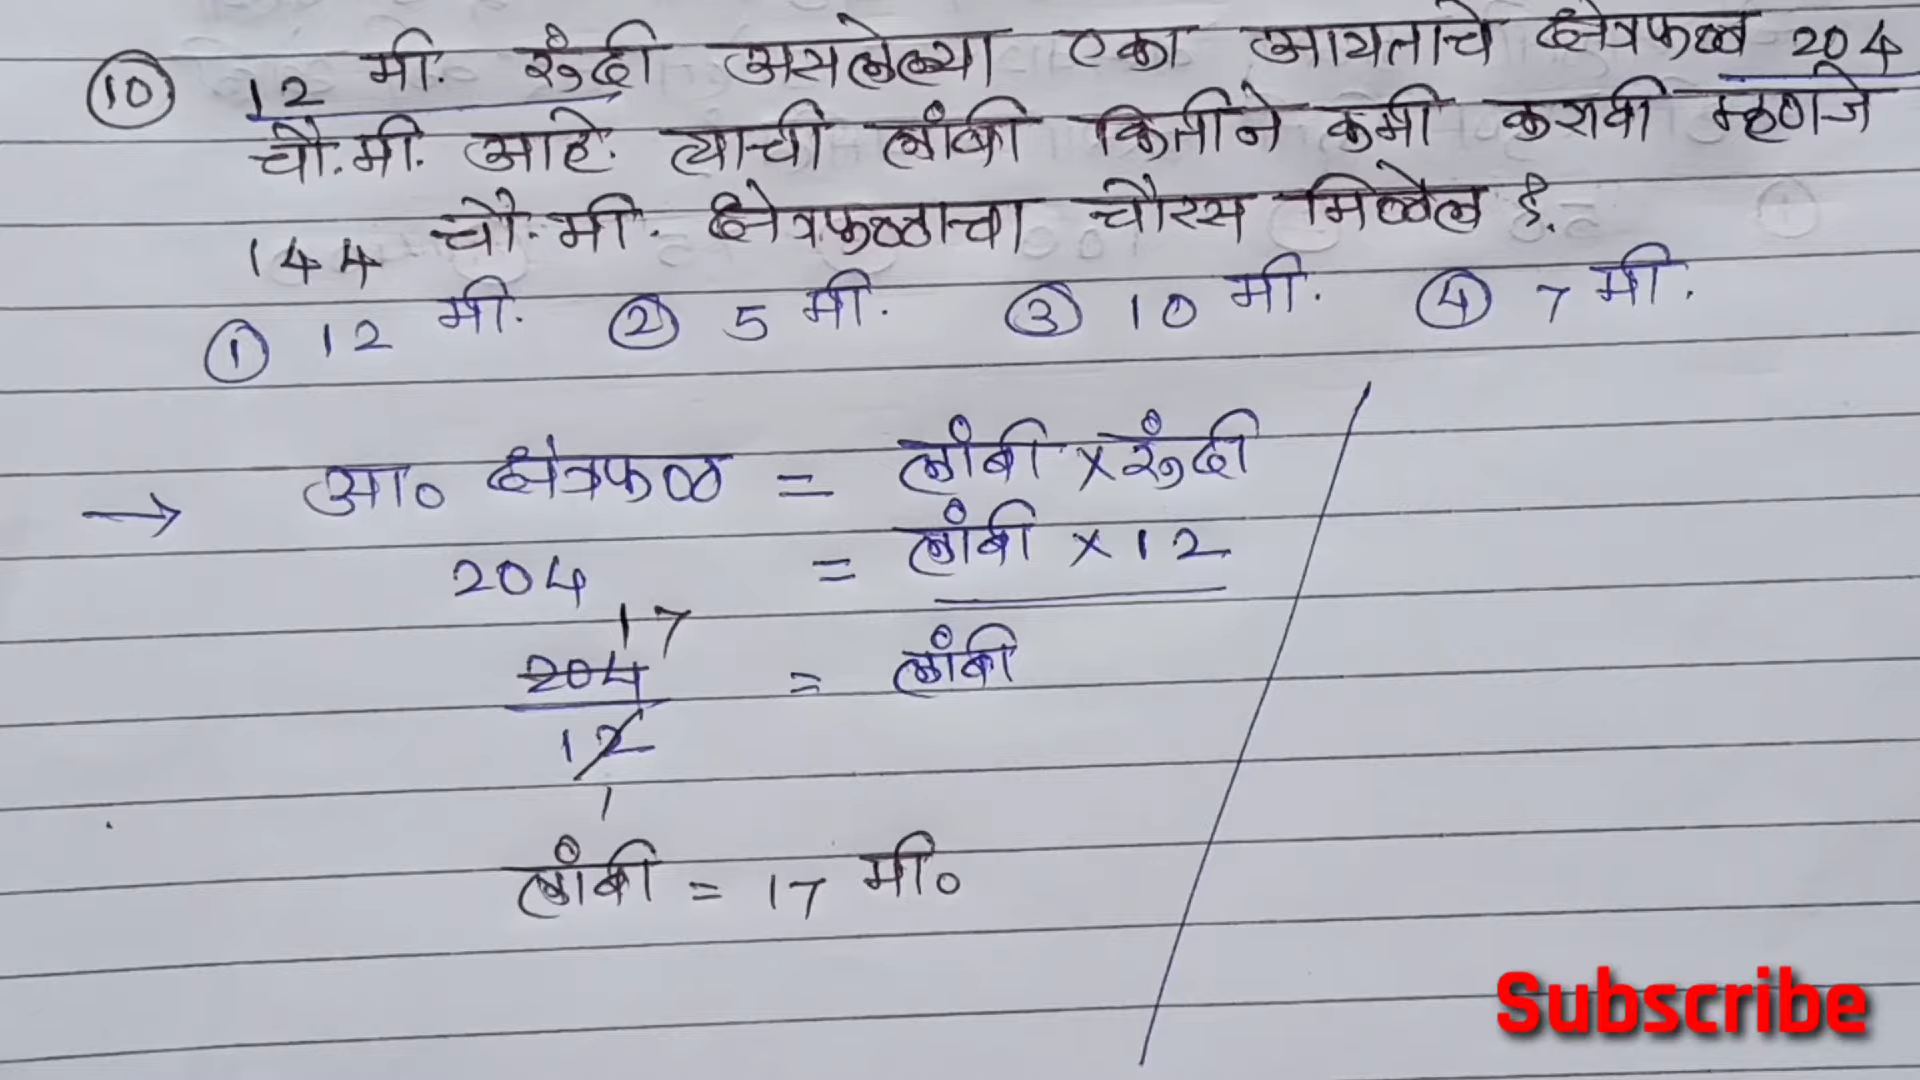 10 12 मी. रुंदी असलेल्या एका आयताचे क्षेत्रफळ 204
चौ.मी. आहे. त्याची लांबी कितीने कमी करावी म्हणजे
144 चौ.मी. क्षेत्रफळाचा चौरस मिळेल ?.
1 12 मी. 2 5 मी. 3 10 मी. 4 7 मी.
→ आ० क्षेत्रफळ = लांबी × रुंदी
204 = लांबी × 12
17
204 = लांबी
12
1
लांबी = 17 मी०
Subscribe